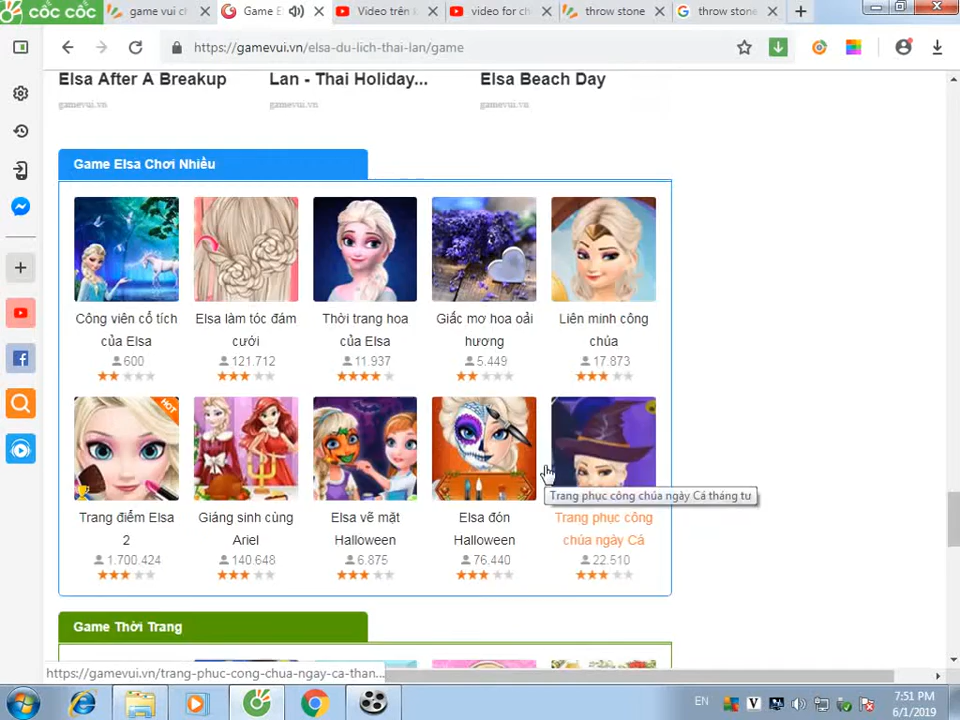 CỐC CỐC
game vui c
Game E
Video trên
video for ch
throw stone
throw stone
https://gamevui.vn/elsa-du-lich-thai-lan/game
Elsa After A Breakup
Lan - Thai Holiday...
Elsa Beach Day
gamevui.vn
gamevui.vn
gamevui.vn
Game Elsa Chơi Nhiều
Công viên cổ tích
của Elsa
600
Elsa làm tóc đám
cưới
121.712
Thời trang hoa
của Elsa
11.937
Giấc mơ hoa oải
hương
5.449
Liên minh công
chúa
17.873
HOT
Trang phục công chúa ngày Cá tháng tư
Trang điểm Elsa
2
1.700.424
Giáng sinh cùng
Ariel
140.648
Elsa vẽ mặt
Halloween
6.875
Elsa đón
Halloween
76.440
Trang phục công
chúa ngày Cá
22.510
Game Thời Trang
https://gamevui.vn/trang-phuc-cong-chua-ngay-ca-than...
EN
V
7:51 PM
6/1/2019